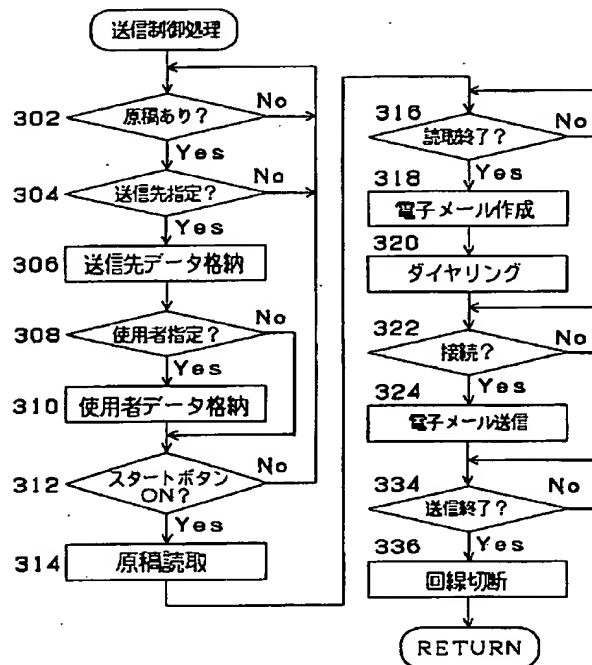 送信制御処理
302
原稿あり?
No
Yes
304
送信先指定?
No
Yes
306
送信先データ格納
308
使用者指定?
No
Yes
310
使用者データ格納
312
スタートボタン
ON?
No
Yes
314
原稿読取
316
読取終了?
No
Yes
318
電子メール作成
320
ダイヤリング
322
接続?
No
Yes
324
電子メール送信
334
送信終了?
No
Yes
336
回線切断
RETURN